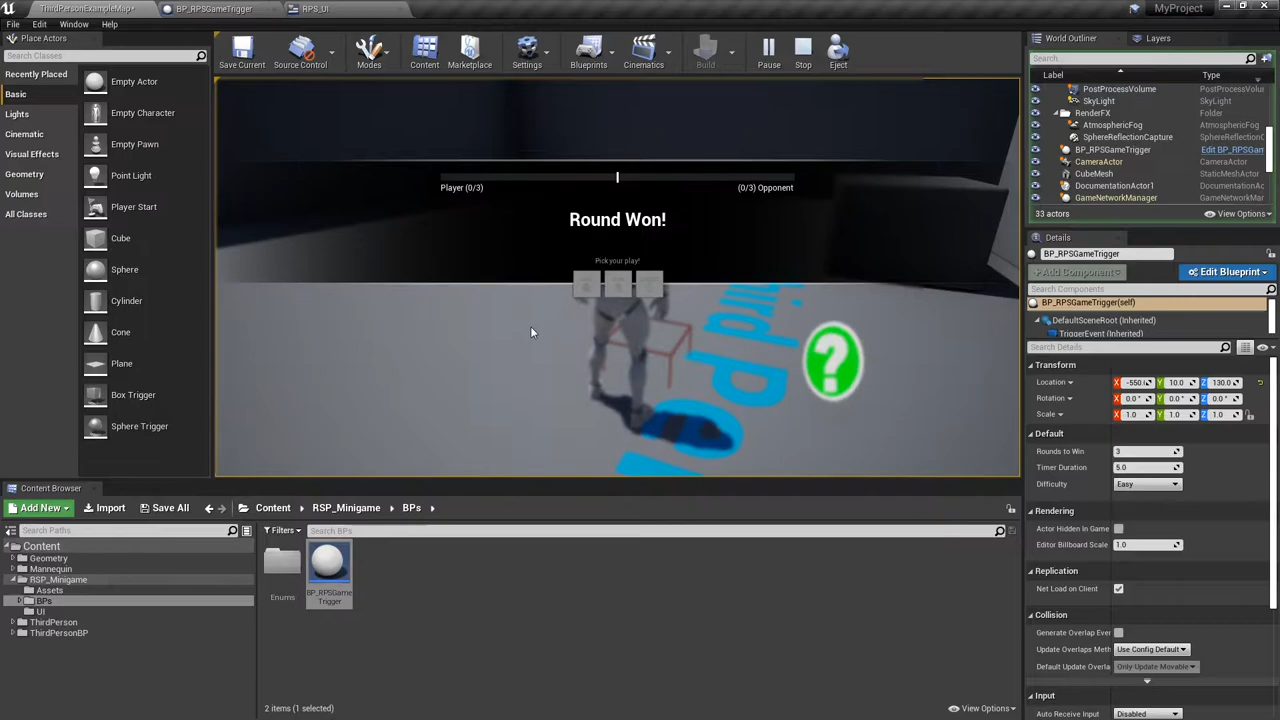 ThirdPersonExampleMap*
BP_RPSGameTrigger
RPS_UI
MyProject
File
Edit
Window
Help
Place Actors
Search Classes
Recently Placed
Basic
Lights
Cinematic
Visual Effects
Geometry
Volumes
All Classes
Empty Actor
Empty Character
Empty Pawn
Point Light
Player Start
Cube
Sphere
Cylinder
Cone
Plane
Box Trigger
Sphere Trigger
Save Current
Source Control
Modes
Content
Marketplace
Settings
Blueprints
Cinematics
Build
Pause
Stop
Eject
Player (0/3)
(0/3) Opponent
Round Won!
Pick your play!
World Outliner
Layers
Search...
Label
Type
PostProcessVolume
PostProcessVolu
SkyLight
SkyLight
RenderFX
Folder
AtmosphericFog
AtmosphericFo
SphereReflectionCapture
SphereReflectionC
BP_RPSGameTrigger
Edit BP_RPSGam
CameraActor
CameraActor
CubeMesh
StaticMeshActor
DocumentationActor1
DocumentationAc
GameNetworkManager
GameNetworkMan
33 actors
View Options
Details
BP_RPSGameTrigger
+Add Component
Edit Blueprint
Search Components
BP_RPSGameTrigger(self)
DefaultSceneRoot (Inherited)
TriggerEvent (Inherited)
Search Details
Transform
Location
X -550.( Y 10.0 Z 130.0
Rotation
X 0.0 ° Y 0.0 ° Z 0.0 °
Scale
X 1.0 Y 1.0 Z 1.0
Default
Rounds to Win
3
Timer Duration
5.0
Difficulty
Easy
Rendering
Actor Hidden In Game
Editor Billboard Scale
1.0
Replication
Net Load on Client
Collision
Generate Overlap Even
Update Overlaps Meth
Use Config Default
Default Update Overla
Only Update Movable
Input
Auto Receive Input
Disabled
Content Browser
Add New
Import
Save All
Content
RSP_Minigame
BPs
Search Paths
Filters
Search BPs
Content
Geometry
Mannequin
RSP_Minigame
Assets
BPs
UI
ThirdPerson
ThirdPersonBP
Enums
BP_RPSGame
Trigger
2 items (1 selected)
View Options